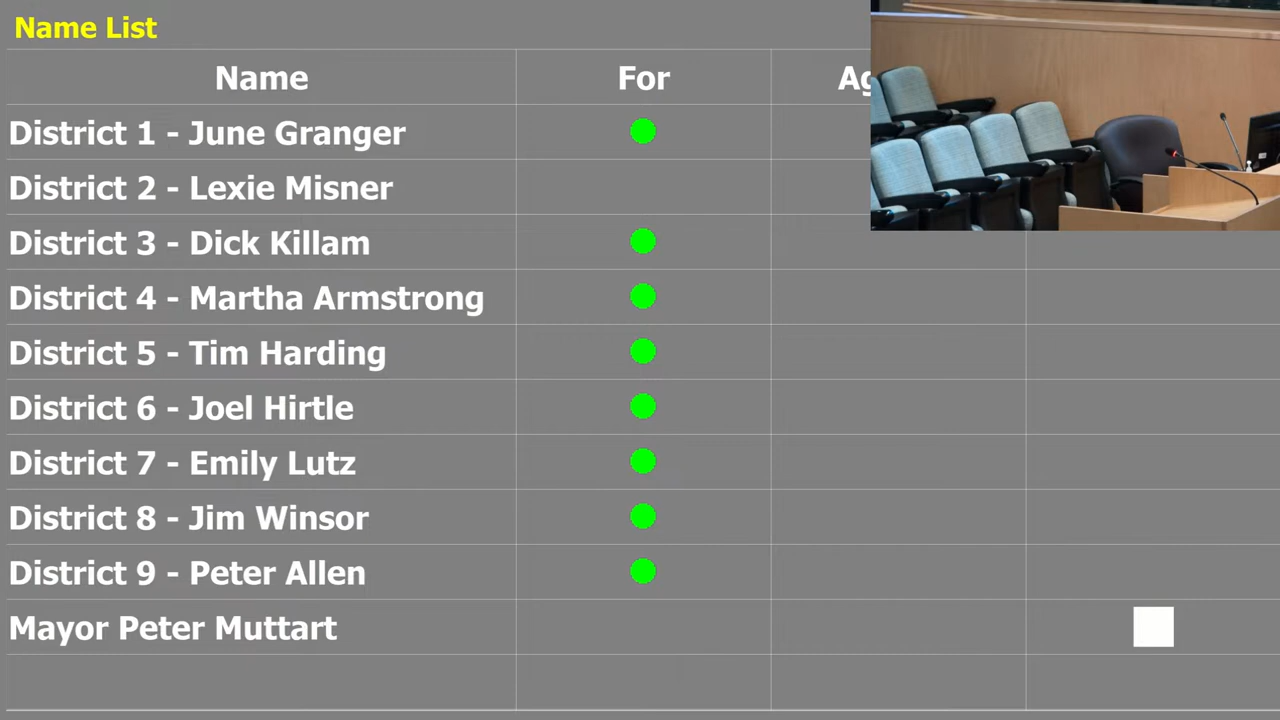 Name List
Name For
District 1 - June Granger
District 2 - Lexie Misner
District 3 - Dick Killam
District 4 - Martha Armstrong
District 5 - Tim Harding
District 6 - Joel Hirtle
District 7 - Emily Lutz
District 8 - Jim Winsor
District 9 - Peter Allen
Mayor Peter Muttart